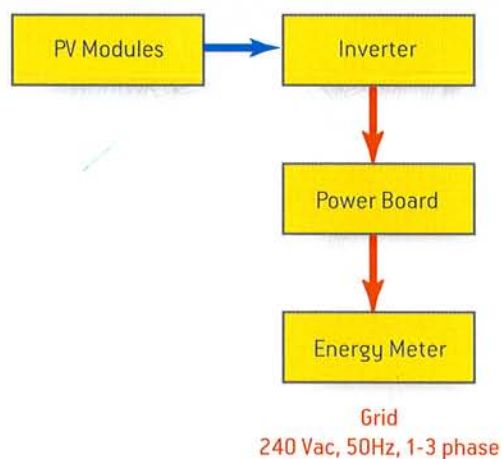 PV Modules
Inverter
Power Board
Energy Meter
Grid
240 Vac, 50Hz, 1-3 phase